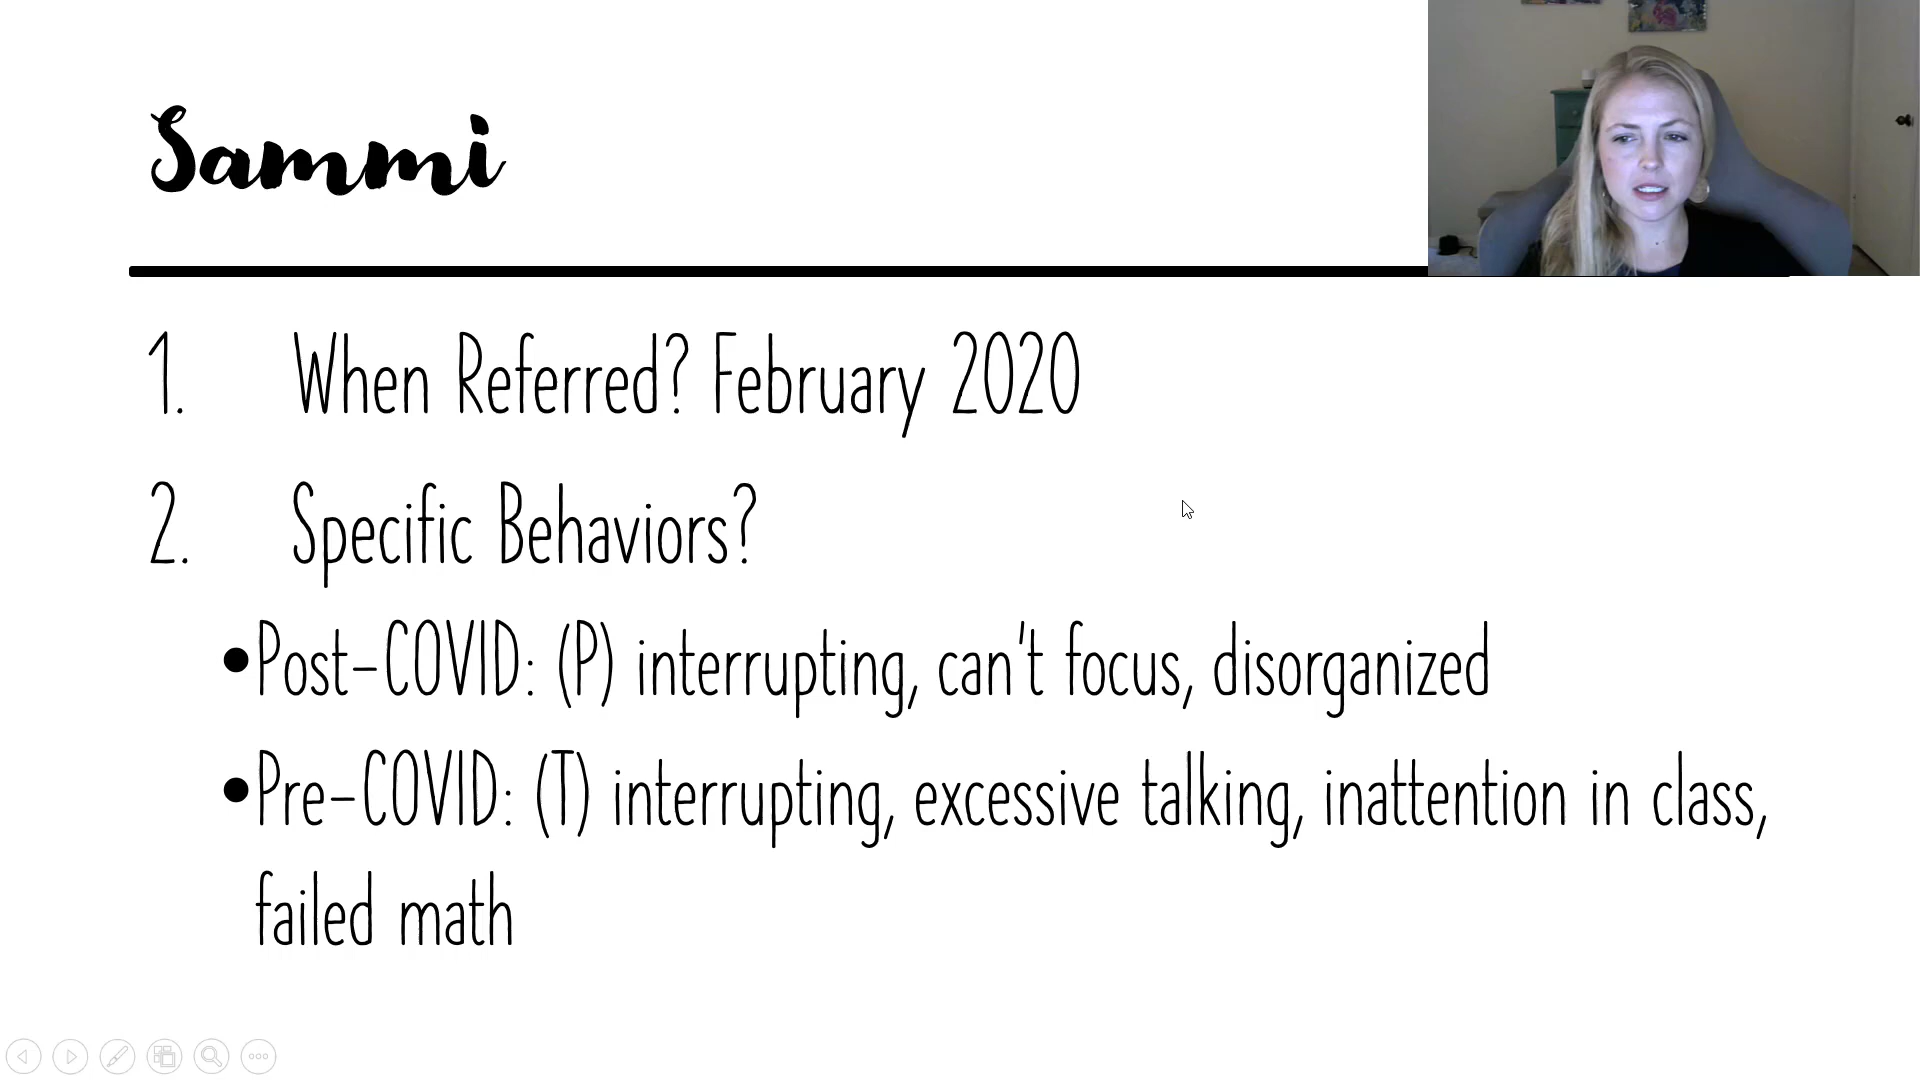 Sammi
1. When Referred? February 2020
2. Specific Behaviors?
•Post-COVID: (P) interrupting, can't focus, disorganized
•Pre-COVID: (T) interrupting, excessive talking, inattention in class,
failed math